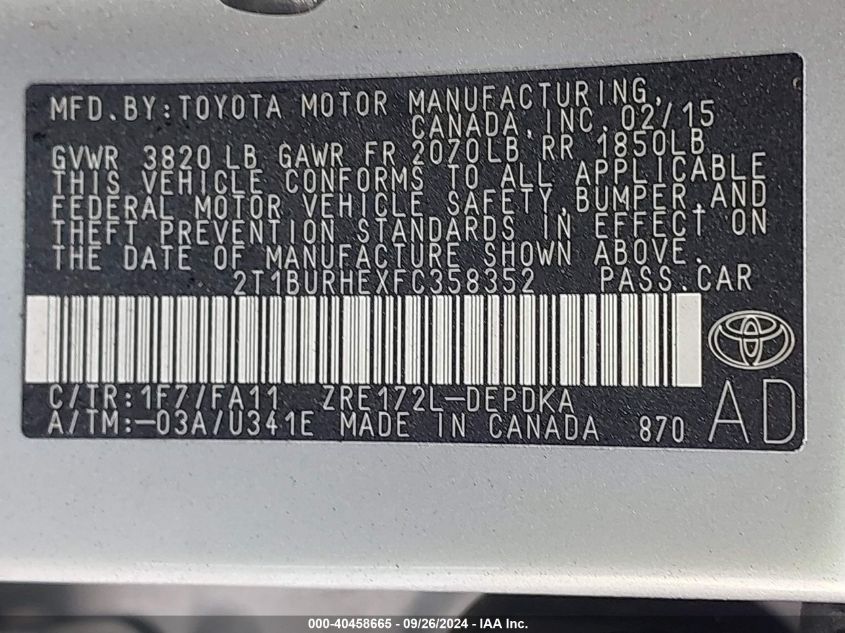 MFD.BY:TOYOTA MOTOR MANUFACTURING,
CANADA,INC. 02/15
GVWR 3820 LB GAWR FR 2070LB RR 1850LB
THIS VEHICLE CONFORMS TO ALL APPLICABLE
FEDERAL MOTOR VEHICLE SAFETY,BUMPER,AND
THEFT PREVENTION STANDARDS IN EFFECT ON
THE DATE OF MANUFACTURE SHOWN ABOVE.
2T1BURHEXFC358352 PASS.CAR
C/TR:1F7/FA11 ZRE172L-DEPDKA
A/TM:-03A/U341E MADE IN CANADA 870 AD
000-40458665 - 09/26/2024 - IAA Inc.